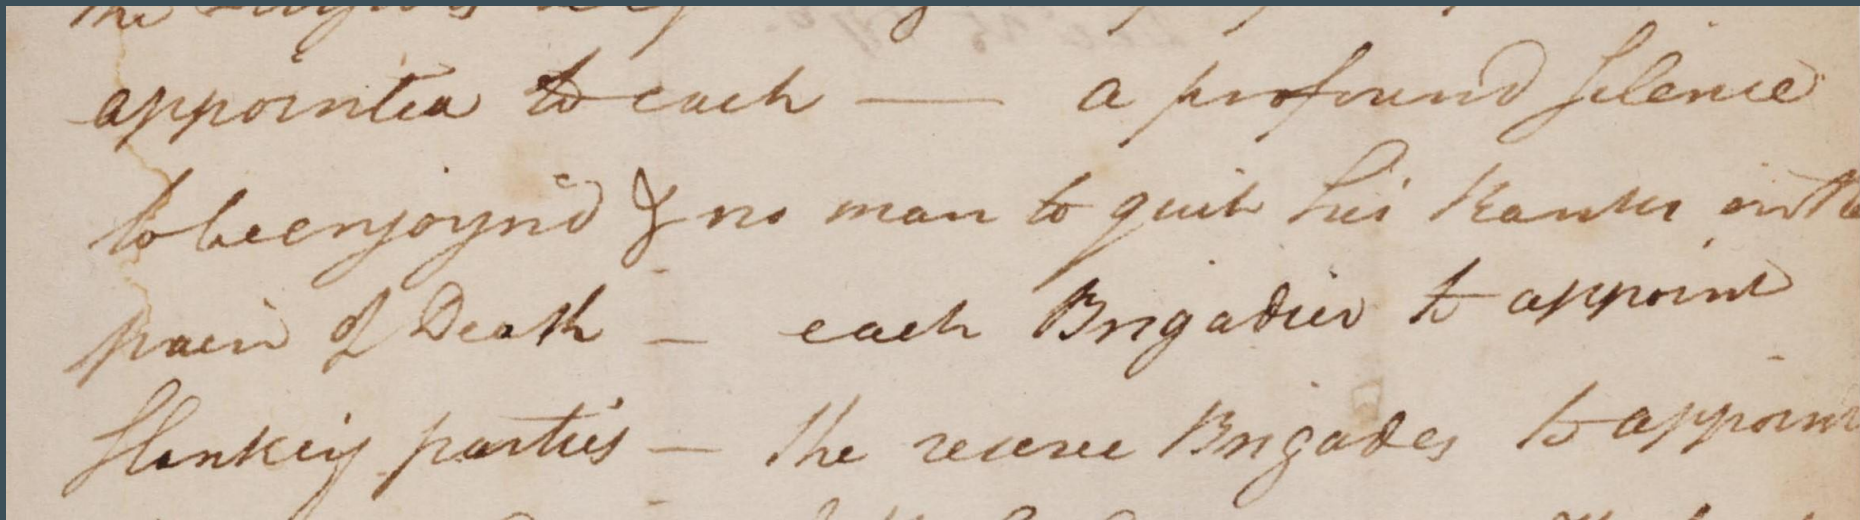 appointed to each — a profound Silence
to be enjoynd & no man to quit his Ranks on the
pain of Death — each Brigadier to appoint
flanking parties — the reserve Brigades to appoint